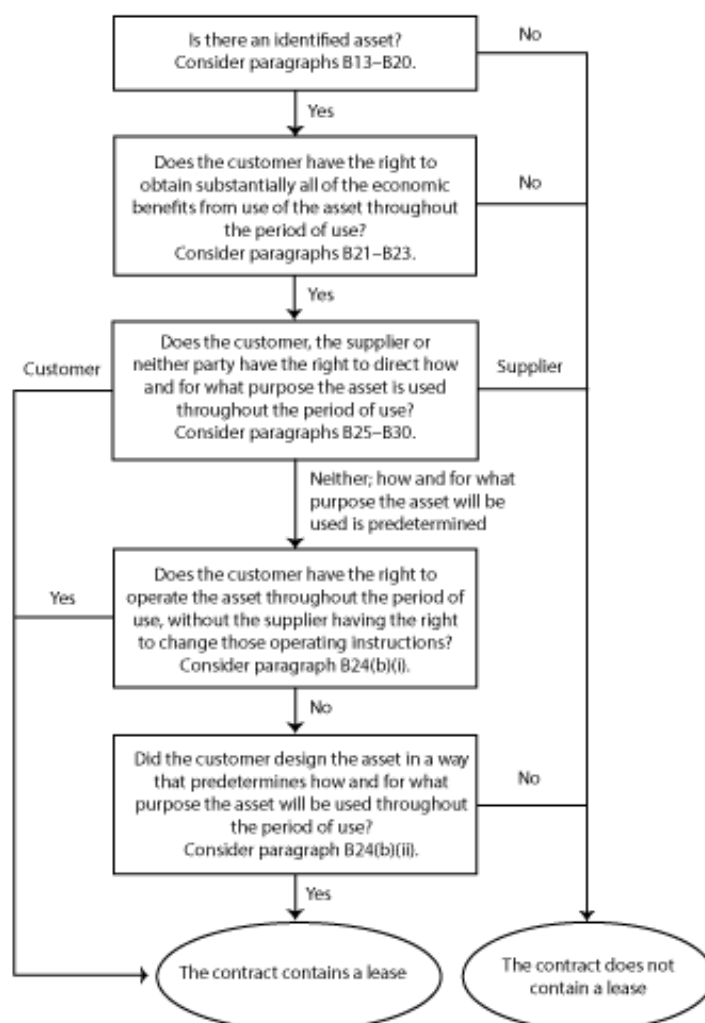 Is there an identified asset?
Consider paragraphs B13–B20.
No
Yes
Does the customer have the right to
obtain substantially all of the economic
benefits from use of the asset throughout
the period of use?
Consider paragraphs B21–B23.
No
Yes
Does the customer, the supplier or
neither party have the right to direct how
and for what purpose the asset is used
throughout the period of use?
Consider paragraphs B25–B30.
Customer
Supplier
Neither; how and for what
purpose the asset will be
used is predetermined
Does the customer have the right to
operate the asset throughout the period of
use, without the supplier having the right
to change those operating instructions?
Consider paragraph B24(b)(i).
Yes
No
Did the customer design the asset in a way
that predetermines how and for what
purpose the asset will be used throughout
the period of use?
Consider paragraph B24(b)(ii).
No
Yes
The contract contains a lease
The contract does not
contain a lease